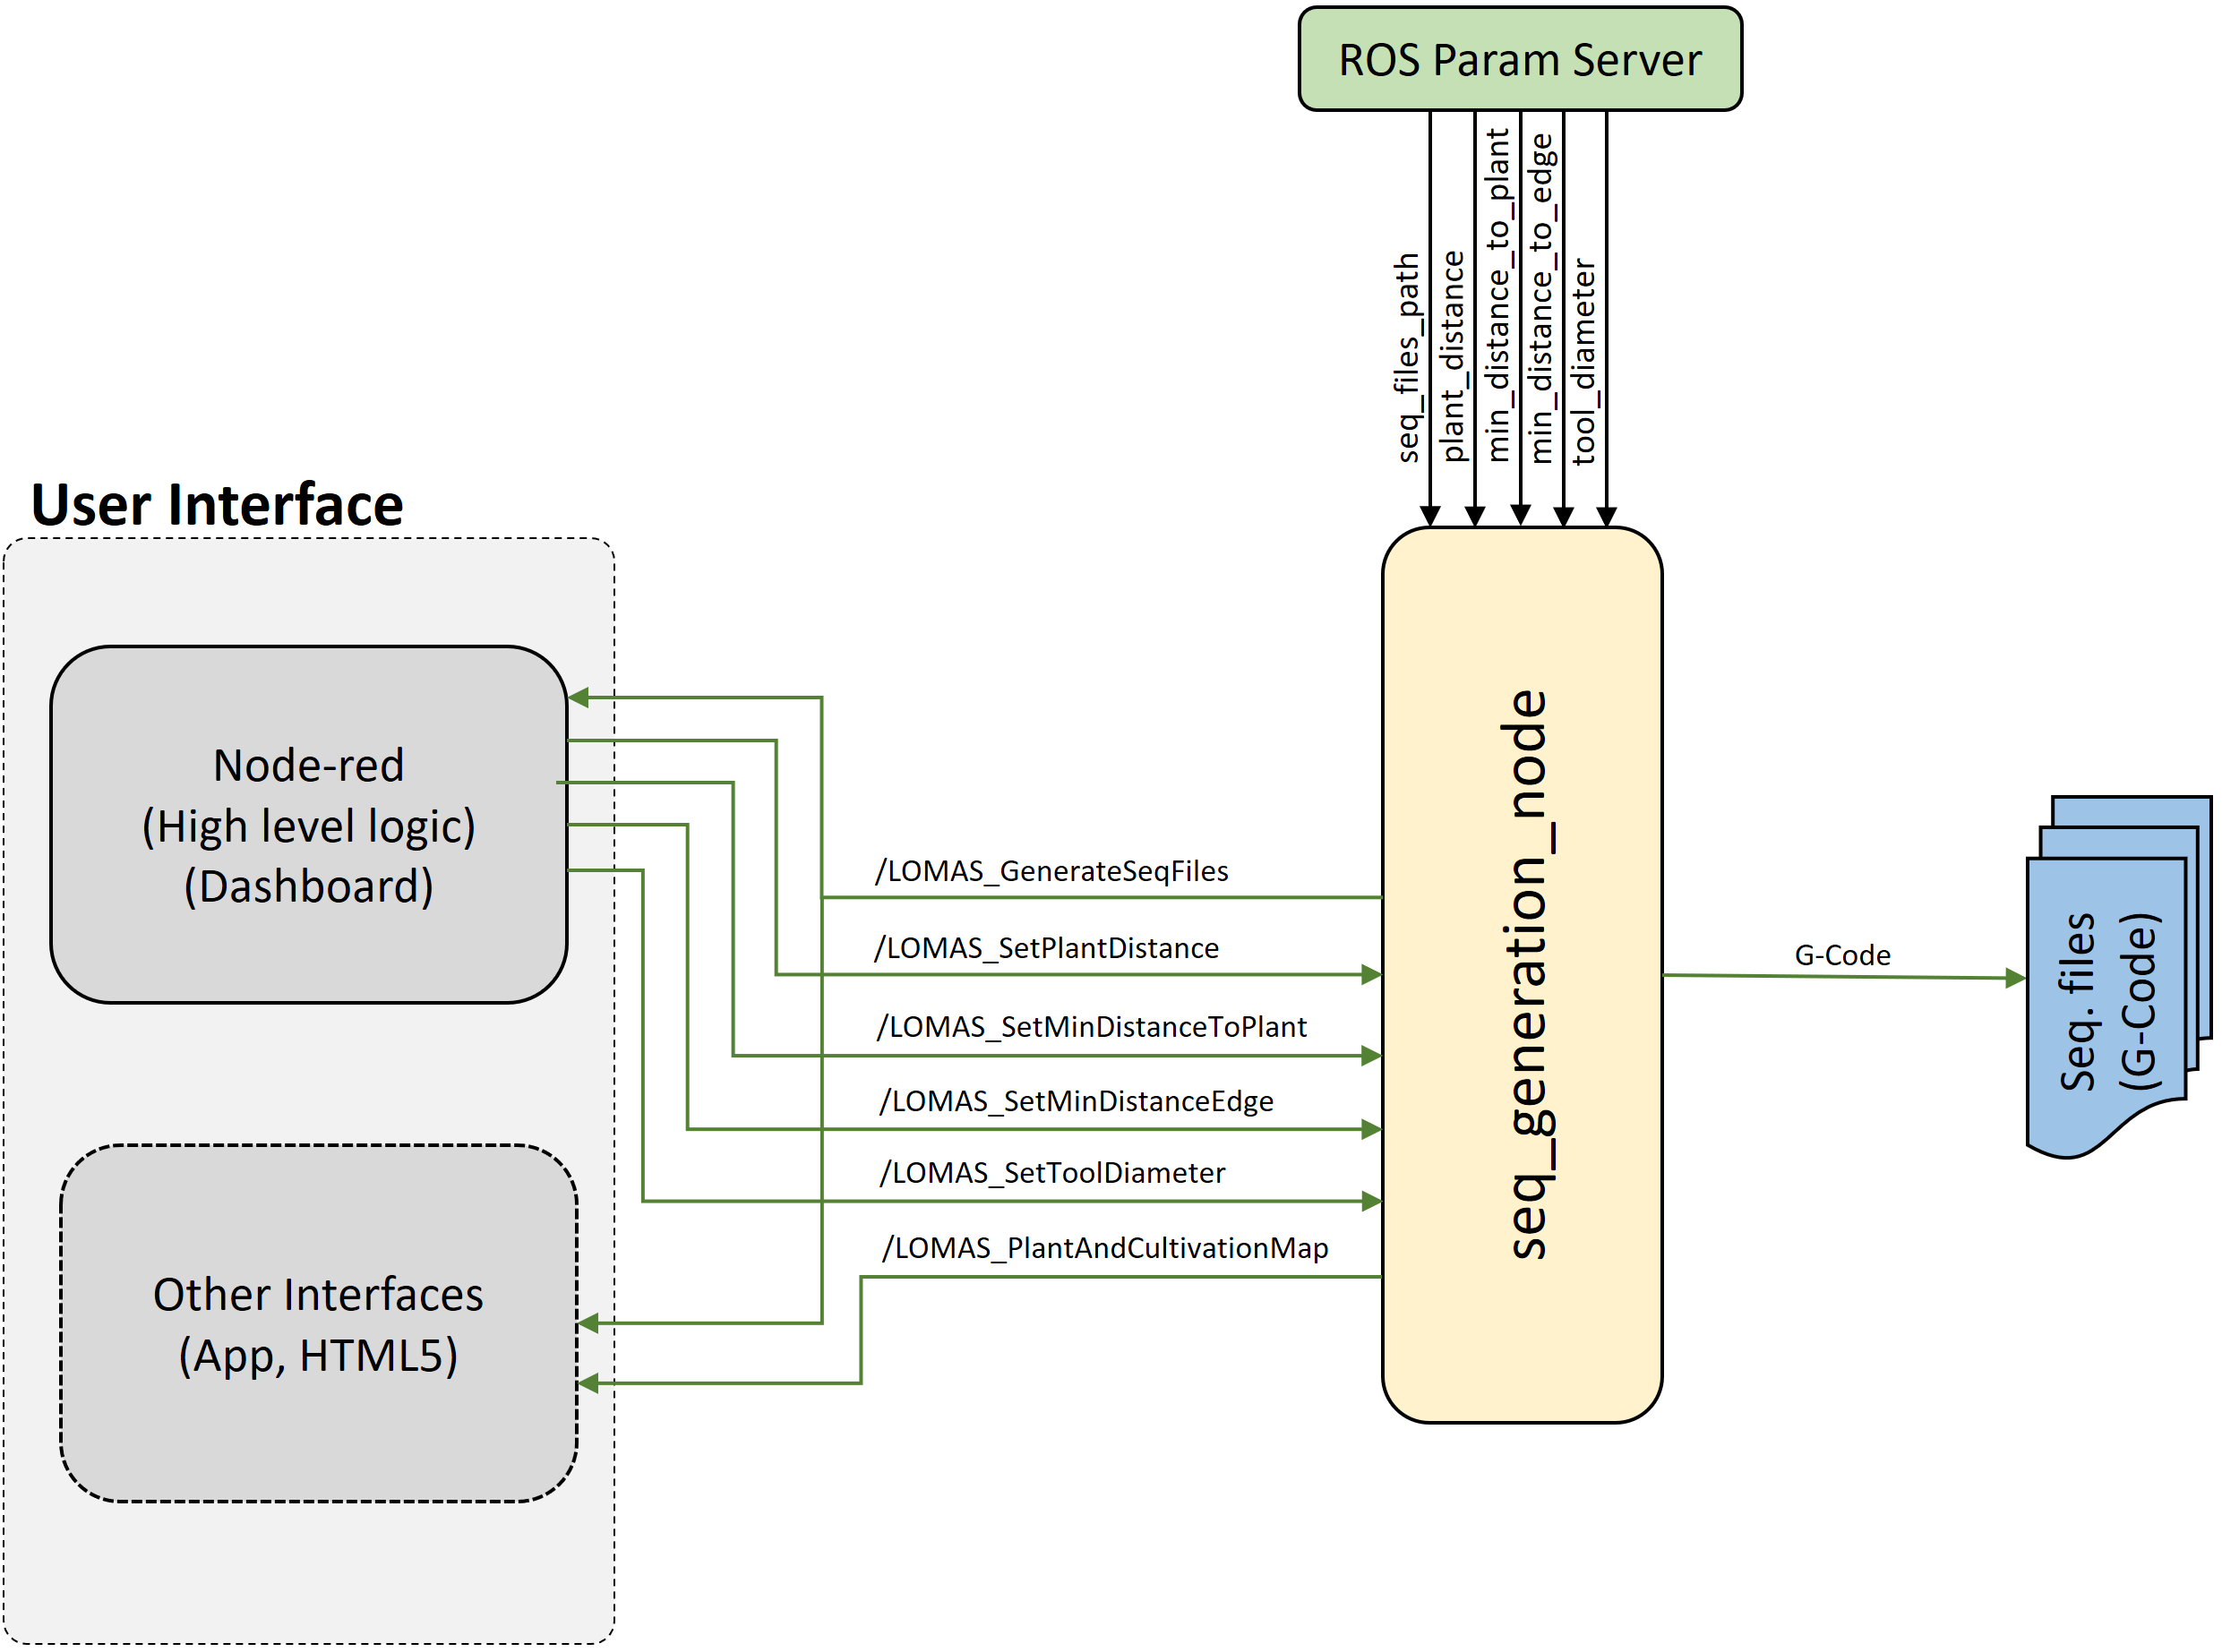 ROS Param Server
seq_files_path
plant_distance
min_distance_to_plant
min_distance_to_edge
tool_diameter
User Interface
Node-red
(High level logic)
(Dashboard)
Other Interfaces
(App, HTML5)
/LOMAS_GenerateSeqFiles
/LOMAS_SetPlantDistance
/LOMAS_SetMinDistanceToPlant
/LOMAS_SetMinDistanceEdge
/LOMAS_SetToolDiameter
/LOMAS_PlantAndCultivationMap
seq_generation_node
G-Code
Seq. files
(G-Code)